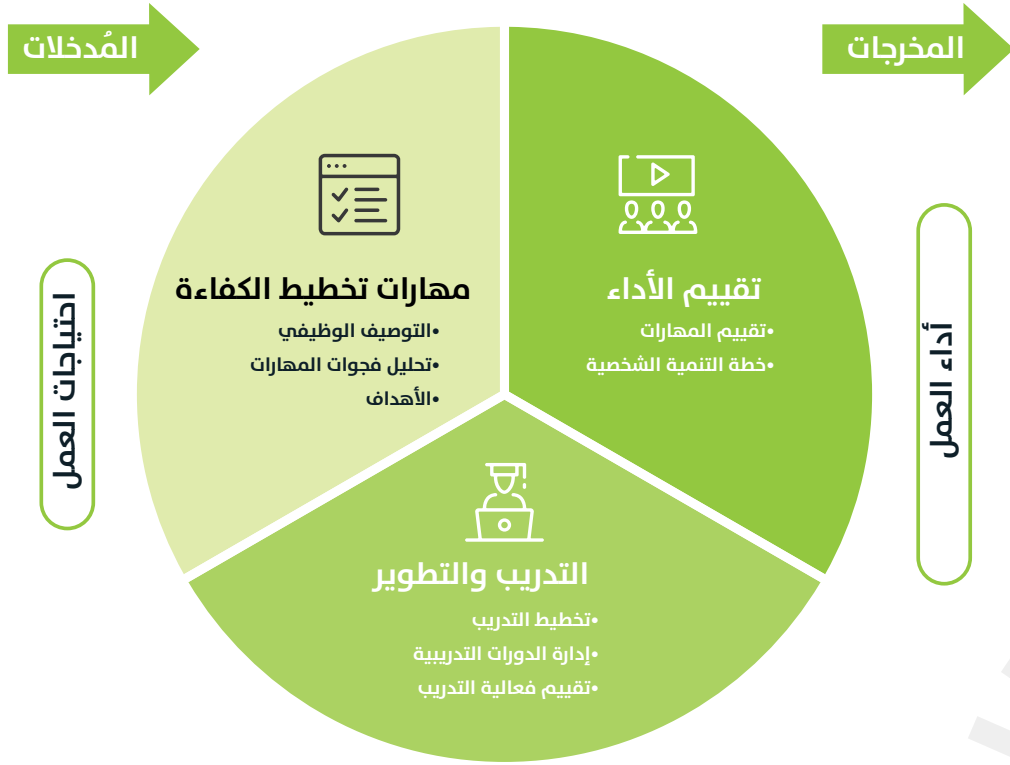 المُدخلات
المخرجات
مهارات تخطيط الكفاءة
•التوصيف الوظيفي
•تحليل فجوات المهارات
•الأهداف
تقييم الأداء
•تقييم المهارات
•خطة التنمية الشخصية
التدريب والتطوير
•تخطيط التدريب
•إدارة الدورات التدريبية
•تقييم فعالية التدريب
احتياجات العمل
أداء العمل